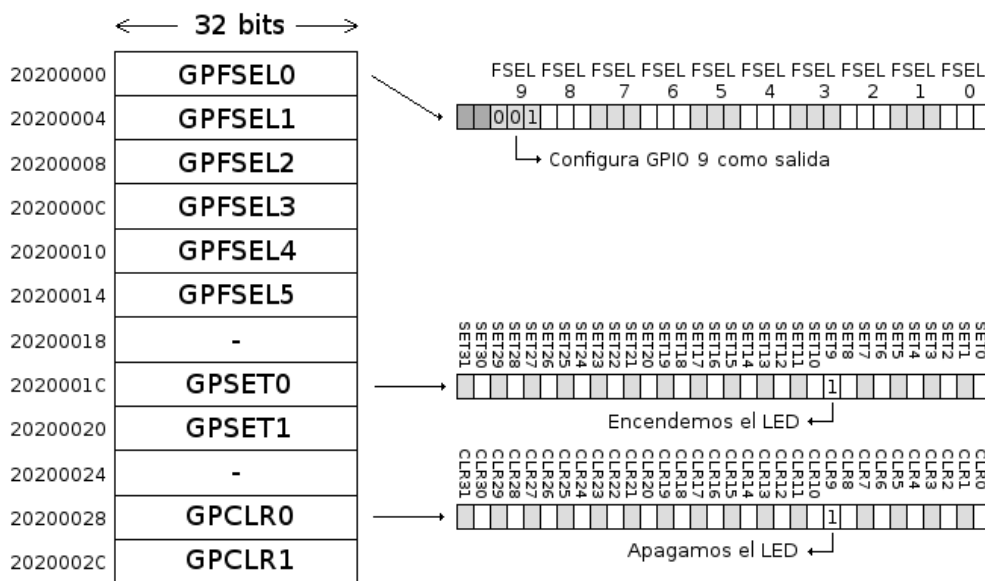 32 bits
20200000 GPFSEL0
20200004 GPFSEL1
20200008 GPFSEL2
2020000C GPFSEL3
20200010 GPFSEL4
20200014 GPFSEL5
20200018 -
2020001C GPSET0
20200020 GPSET1
20200024 -
20200028 GPCLR0
2020002C GPCLR1
FSEL FSEL FSEL FSEL FSEL FSEL FSEL FSEL FSEL FSEL
9 8 7 6 5 4 3 2 1 0
0 0 1
Configura GPIO 9 como salida
SET31 SET30 SET29 SET28 SET27 SET26 SET25 SET24 SET23 SET22 SET21 SET20 SET19 SET18 SET17 SET16 SET15 SET14 SET13 SET12 SET11 SET10 SET9 SET8 SET7 SET6 SET5 SET4 SET3 SET2 SET1 SET0
1
Encendemos el LED
CLR31 CLR30 CLR29 CLR28 CLR27 CLR26 CLR25 CLR24 CLR23 CLR22 CLR21 CLR20 CLR19 CLR18 CLR17 CLR16 CLR15 CLR14 CLR13 CLR12 CLR11 CLR10 CLR9 CLR8 CLR7 CLR6 CLR5 CLR4 CLR3 CLR2 CLR1 CLR0
1
Apagamos el LED